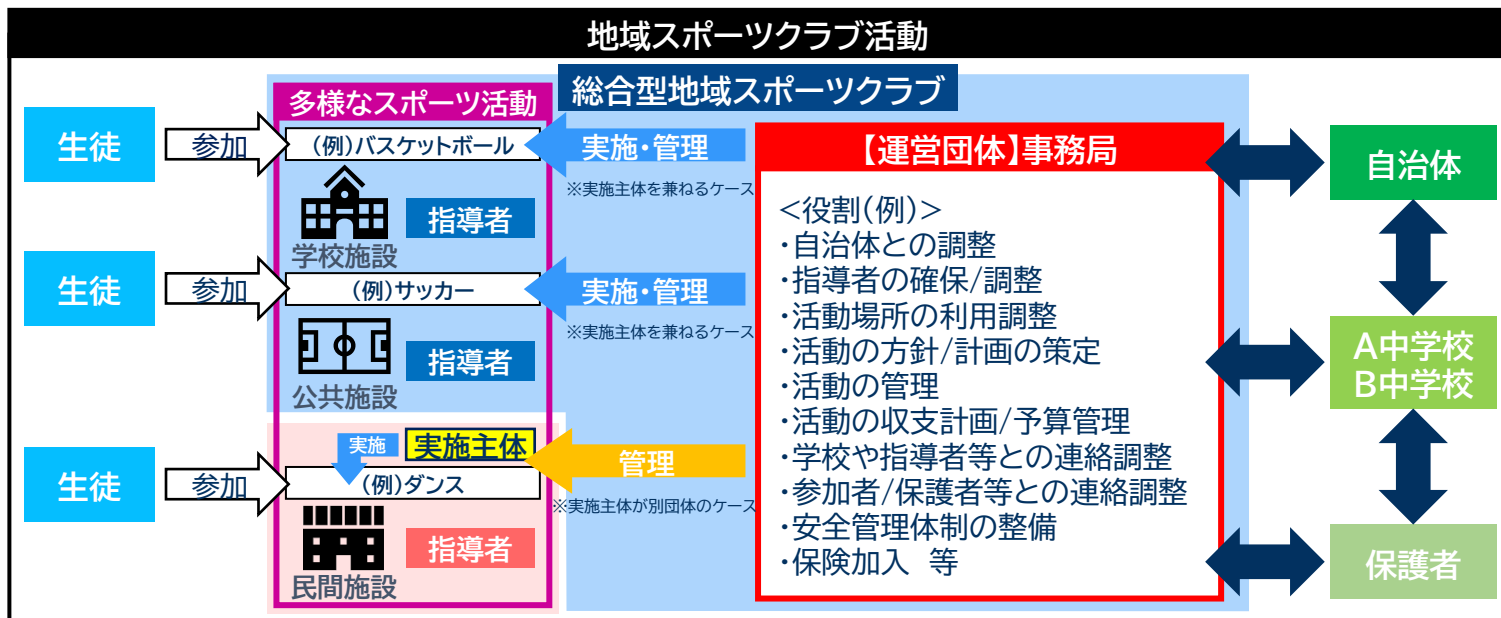 地域スポーツクラブ活動
総合型地域スポーツクラブ
多様なスポーツ活動
生徒
参加
(例)バスケットボール
学校施設
指導者
実施・管理
※実施主体を兼ねるケース
生徒
参加
(例)サッカー
公共施設
指導者
実施・管理
※実施主体を兼ねるケース
生徒
参加
実施
実施主体
(例)ダンス
民間施設
指導者
管理
※実施主体が別団体のケース
【運営団体】事務局
<役割(例)>
・自治体との調整
・指導者の確保/調整
・活動場所の利用調整
・活動の方針/計画の策定
・活動の管理
・活動の収支計画/予算管理
・学校や指導者等との連絡調整
・参加者/保護者等との連絡調整
・安全管理体制の整備
・保険加入 等
自治体
A中学校
B中学校
保護者